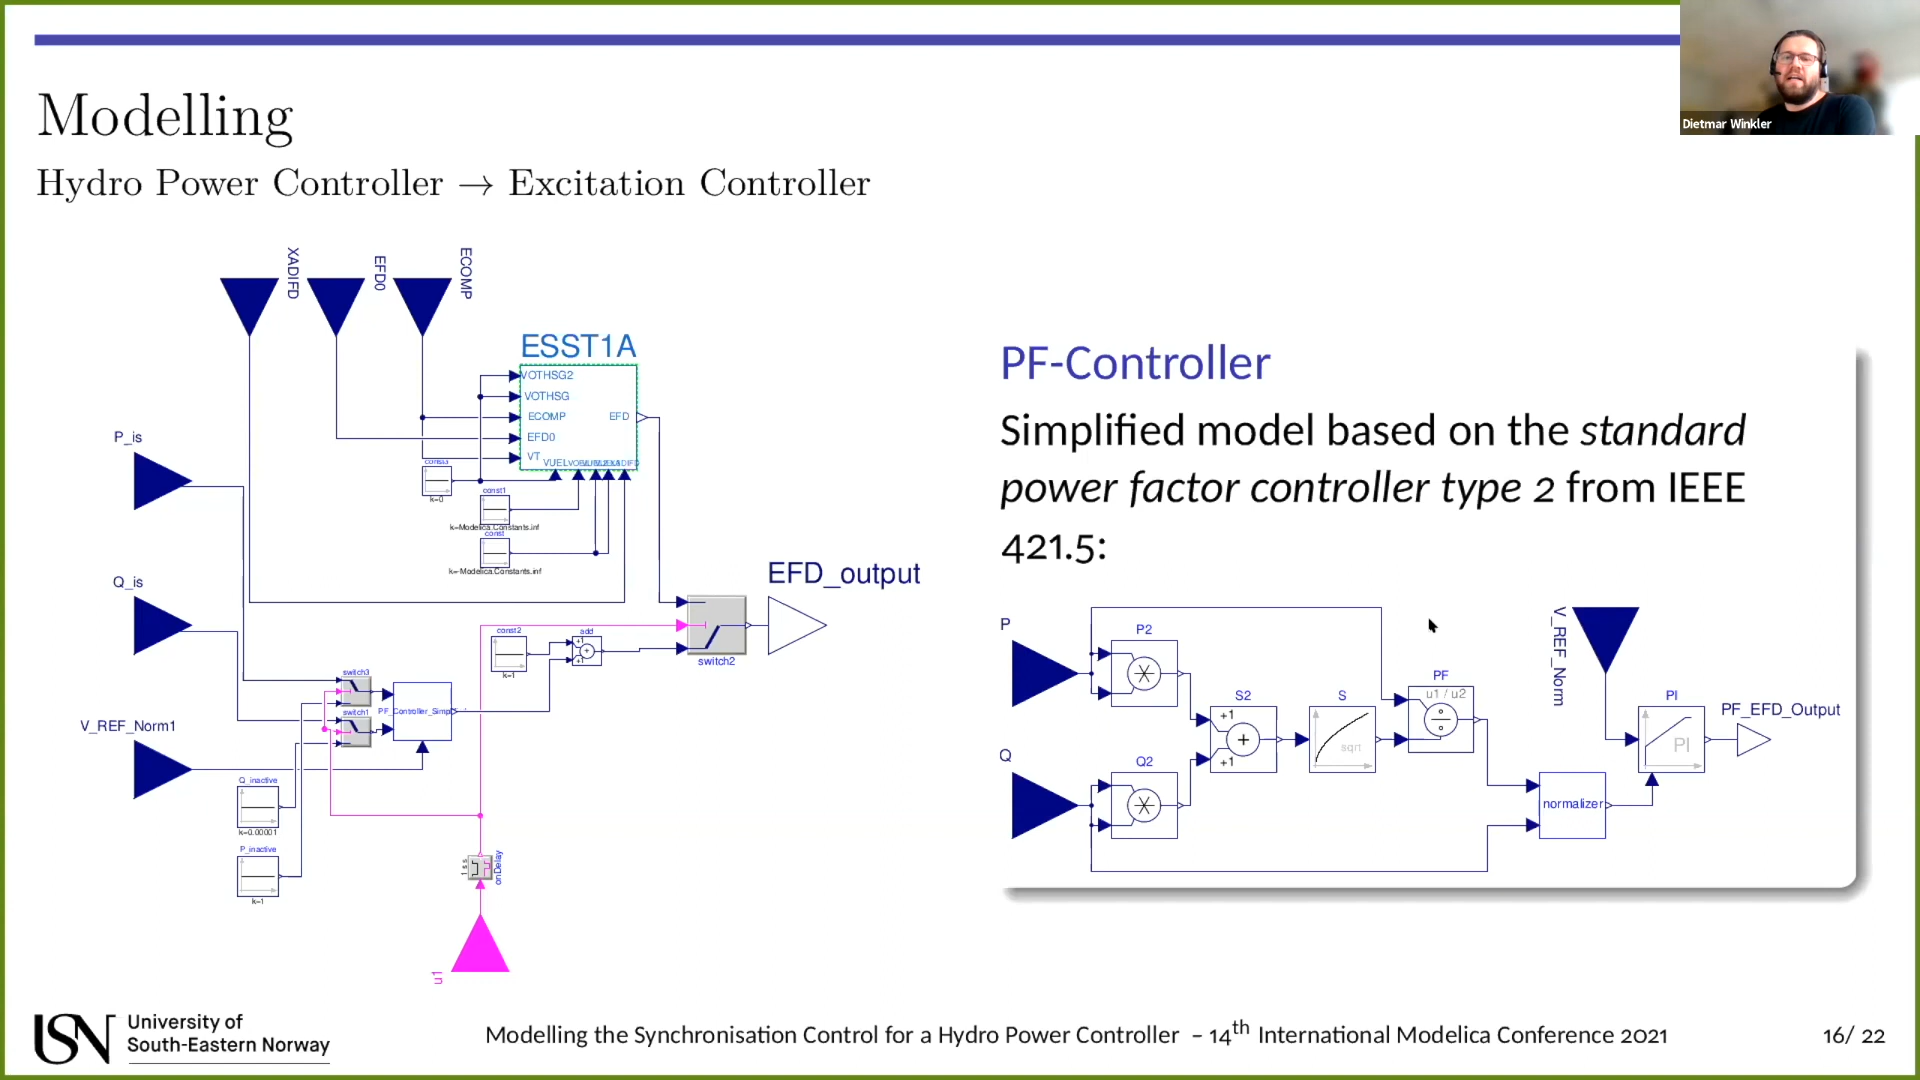 Dietmar Winkler
Modelling
Hydro Power Controller → Excitation Controller
XADIFD
EFD0
ECOMP
ESST1A
VOTHSG2
VOTHSG
ECOMP
EFD
EFD0
VT
VUEL
const3
k=0
const1
k=Modelica.Constants.inf
const
k=-Modelica.Constants.inf
P_is
Q_is
V_REF_Norm1
EFD_output
switch2
const2
k=1
add
+1
+
+1
switch3
switch1
Q_inactive
k=0.00001
P_inactive
k=1
onDelay
u1
PF-Controller
Simplified model based on the standard
power factor controller type 2 from IEEE
421.5:
P
P2
Q
Q2
S2
+1
+
+1
S
sqrt
PF
u1 / u2
normalizer
V_REF_Norm
PI
PI
PF_EFD_Output
USN
University of
South-Eastern Norway
Modelling the Synchronisation Control for a Hydro Power Controller – 14th International Modelica Conference 2021
16/ 22